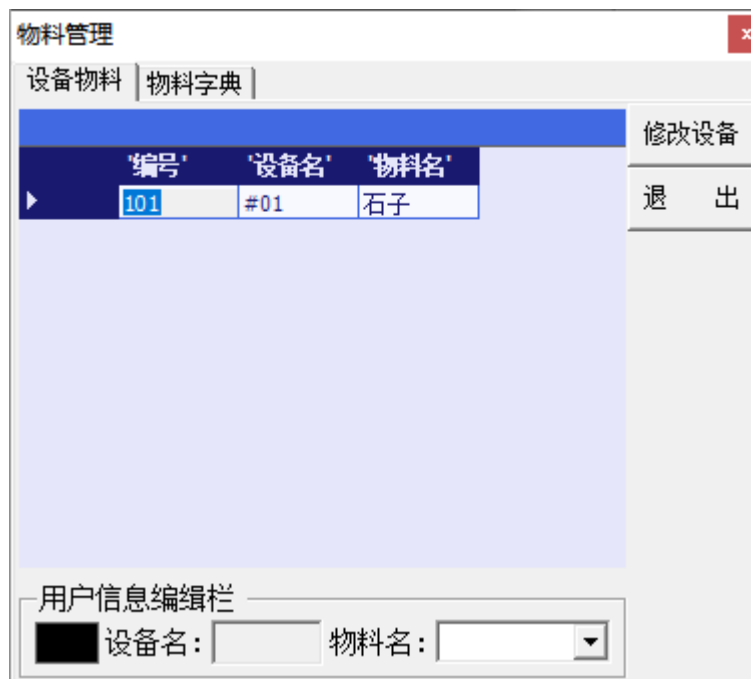 物料管理
设备物料 物料字典
修改设备
'编号' '设备名' '物料名'
101 #01 石子
退 出
用户信息编辑栏
设备名: 物料名: